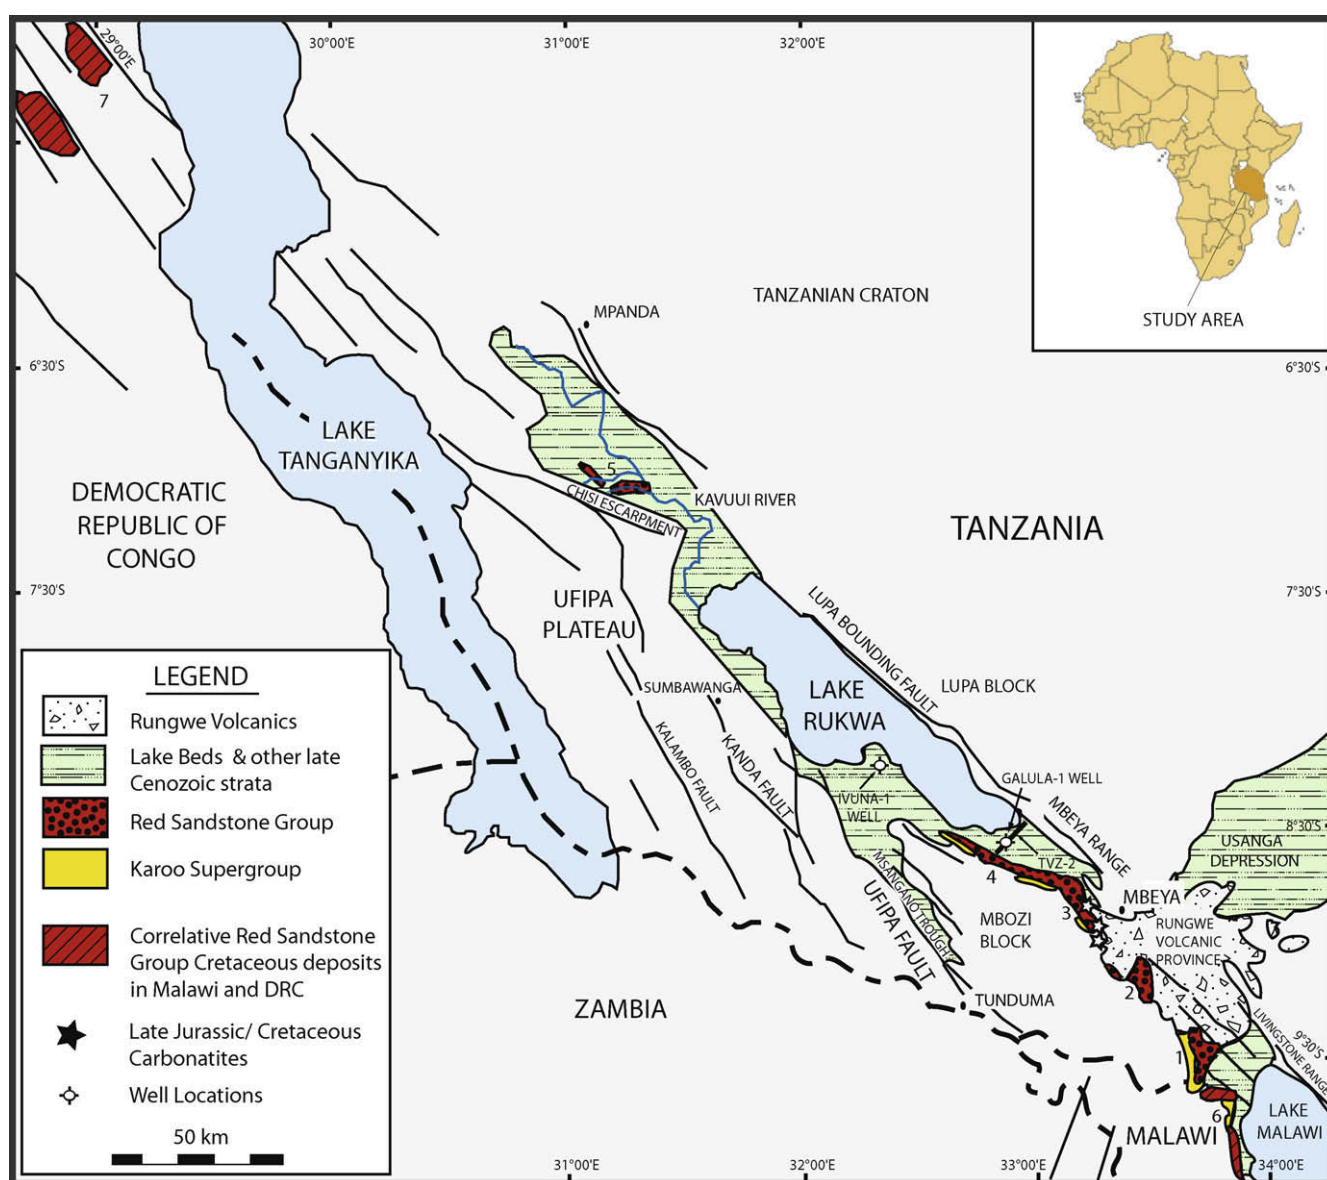 30°00'E
31°00'E
32°00'E
29°00'E
7
STUDY AREA
TANZANIAN CRATON
MPANDA
6°30'S
6°30'S
LAKE
TANGANYIKA
5
CHISI ESCARPMENT
KAVUUI RIVER
DEMOCRATIC
REPUBLIC OF
CONGO
TANZANIA
7°30'S
7°30'S
UFIPA
PLATEAU
LUPA BOUNDING FAULT
LUPA BLOCK
SUMBAWANGA
LAKE
RUKWA
KALAMBO FAULT
KANDA FAULT
IVUNA-1
WELL
GALULA-1 WELL
MBEYA RANGE
8°30'S
USANGA
DEPRESSION
TVZ-2
4
MSANGANO TROUGH
UFIPA FAULT
MBOZI
BLOCK
3
MBEYA
RUNGWE
VOLCANIC
PROVINCE
2
TUNDUMA
ZAMBIA
LIVINGSTONE RANGE
9°30'S
1
6
MALAWI
LAKE
MALAWI
31°00'E
32°00'E
33°00'E
34°00'E
LEGEND
Rungwe Volcanics
Lake Beds & other late
Cenozoic strata
Red Sandstone Group
Karoo Supergroup
Correlative Red Sandstone
Group Cretaceous deposits
in Malawi and DRC
Late Jurassic/ Cretaceous
Carbonatites
Well Locations
50 km